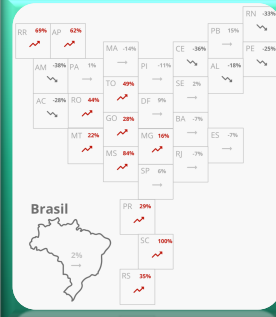 RN -33%
RR 69%
AP 62%
PB 15%
MA -14%
CE -36%
PE -25%
AM -38%
PA 1%
PI -11%
AL -18%
TO 49%
SE 2%
AC -28%
RO 44%
DF 9%
GO 28%
BA -7%
MT 22%
MG 16%
ES -7%
MS 84%
RJ -7%
SP 6%
PR 29%
Brasil
SC 100%
2%
RS 35%